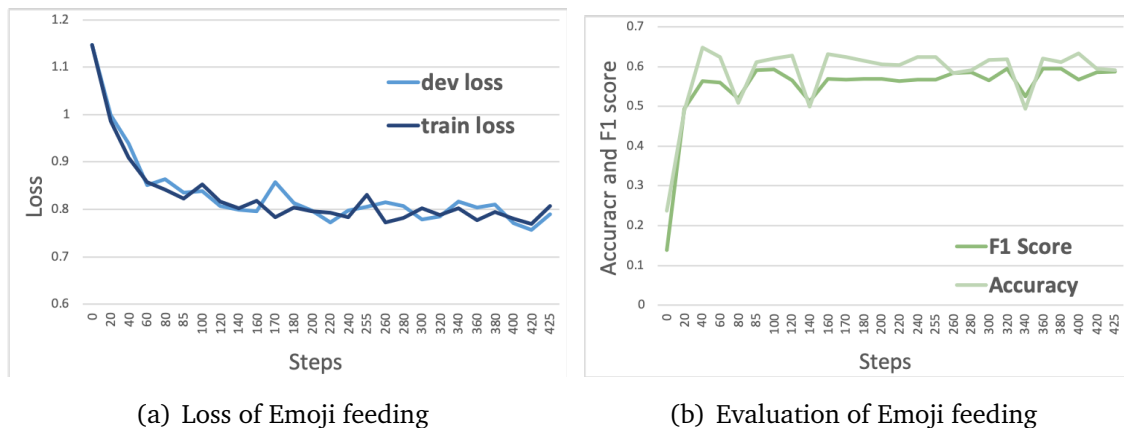 1.2
1.1
1
0.9
0.8
0.7
0.6
Loss
dev loss
train loss
0 20 40 60 80 85 100 120 140 160 170 200 220 240 255 260 280 300 320 340 360 380 400 420 425
Steps
(a) Loss of Emoji feeding
0.7
0.6
0.5
0.4
0.3
0.2
0.1
0
Accuracr and F1 score
F1 Score
Accuracy
0 20 40 60 80 85 100 120 140 160 170 200 220 240 255 260 280 300 320 340 360 380 400 420 425
Steps
(b) Evaluation of Emoji feeding